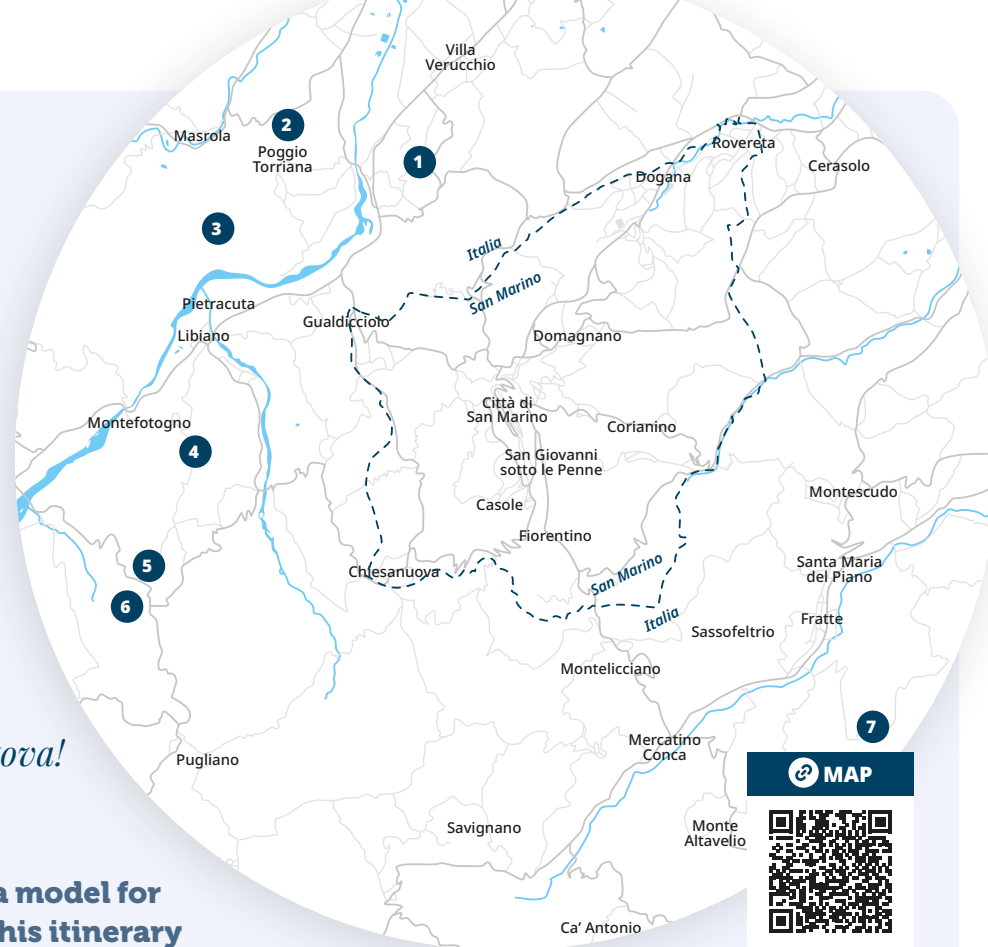 Villa
Verucchio
Masrola
2
Poggio
Torriana
1
Rovereta
Dogana
Cerasolo
3
Italia
San Marino
Pietracuta
Gualdicciolo
Libiano
Domagnano
Città di
San Marino
Montefotogno
Corianino
4
San Giovanni
sotto le Penne
Casole
Montescudo
Fiorentino
5
Chiesanuova
San Marino
Santa Maria
del Piano
6
Italia
Fratte
Sassofeltrio
Montelicciano
7
ova!
Pugliano
Mercatino
Conca
MAP
Savignano
Monte
Altavelio
a model for
his itinerary
Ca’ Antonio